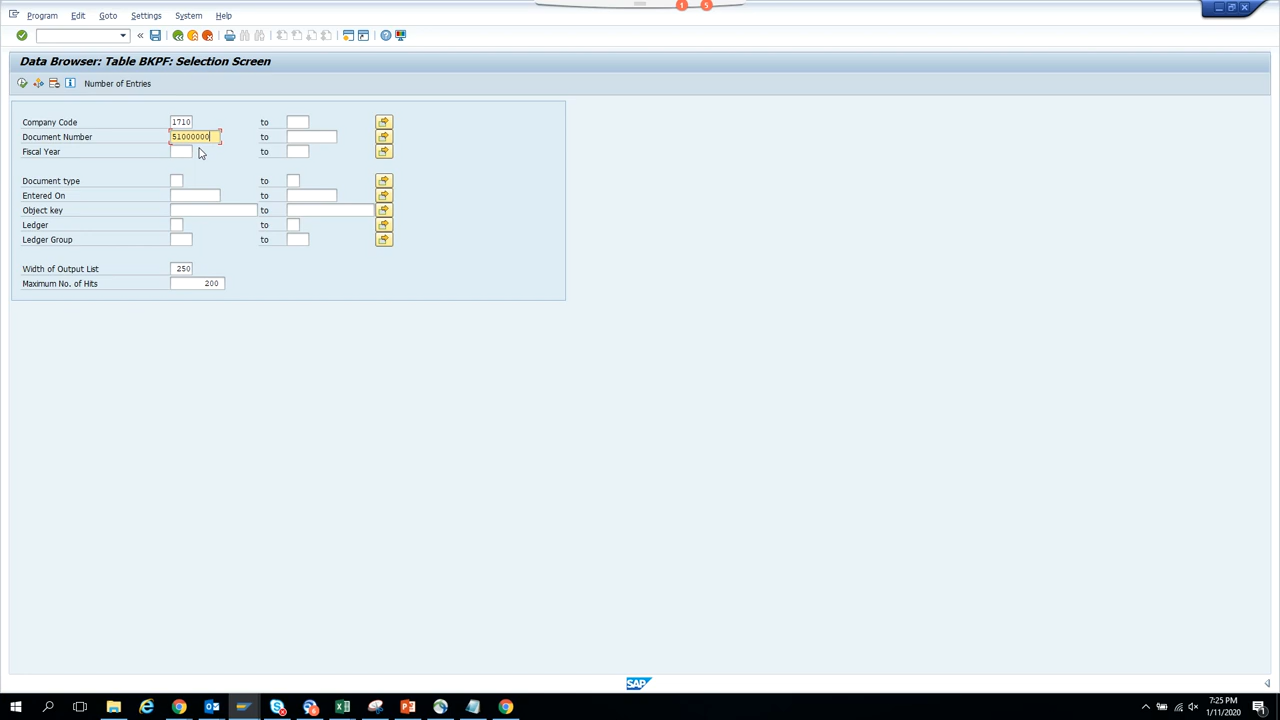 1 5
Program Edit Goto Settings System Help
Data Browser: Table BKPF: Selection Screen
Number of Entries
Company Code 1710 to
Document Number 51000000 to
Fiscal Year to
Document type to
Entered On to
Object key to
Ledger to
Ledger Group to
Width of Output List 250
Maximum No. of Hits 200
SAP
7:25 PM
1/11/2020